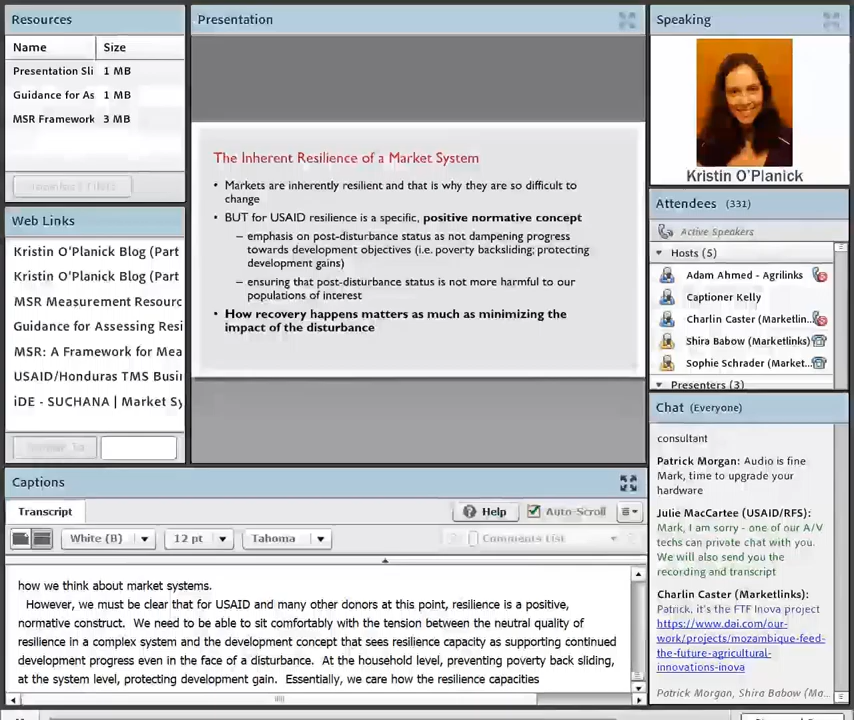 Resources
Name Size
Presentation Sli 1 MB
Guidance for As 1 MB
MSR Framework 3 MB
Web Links
Kristin O'Planick Blog (Part
Kristin O'Planick Blog (Part
MSR Measurement Resourc
Guidance for Assessing Resi
MSR: A Framework for Mea
USAID/Honduras TMS Busin
iDE - SUCHANA | Market Sy
Presentation
The Inherent Resilience of a Market System
• Markets are inherently resilient and that is why they are so difficult to
change
• BUT for USAID resilience is a specific, positive normative concept
– emphasis on post-disturbance status as not dampening progress
towards development objectives (i.e. poverty backsliding; protecting
development gains)
– ensuring that post-disturbance status is not more harmful to our
populations of interest
• How recovery happens matters as much as minimizing the
impact of the disturbance
Speaking
Kristin O'Planick
Attendees (331)
Active Speakers
Hosts (5)
Adam Ahmed - Agrilinks
Captioner Kelly
Charlin Caster (Marketlin..
Shira Babow (Marketlinks)
Sophie Schrader (Market...
Presenters (3)
Chat (Everyone)
consultant
Patrick Morgan: Audio is fine
Mark, time to upgrade your
hardware
Julie MacCartee (USAID/RFS):
Mark, I am sorry - one of our A/V
techs can private chat with you.
We will also send you the
recording and transcript
Charlin Caster (Marketlinks):
Patrick, it's the FTF Inova project
https://www.dai.com/our-
work/projects/mozambique-feed-
the-future-agricultural-
innovations-inova
Patrick Morgan, Shira Babow (Ma...
Captions
Transcript
Help
Auto-Scroll
White (B) 12 pt Tahoma
Comments List
how we think about market systems.
However, we must be clear that for USAID and many other donors at this point, resilience is a positive,
normative construct. We need to be able to sit comfortably with the tension between the neutral quality of
resilience in a complex system and the development concept that sees resilience capacity as supporting continued
development progress even in the face of a disturbance. At the household level, preventing poverty back sliding,
at the system level, protecting development gain. Essentially, we care how the resilience capacities